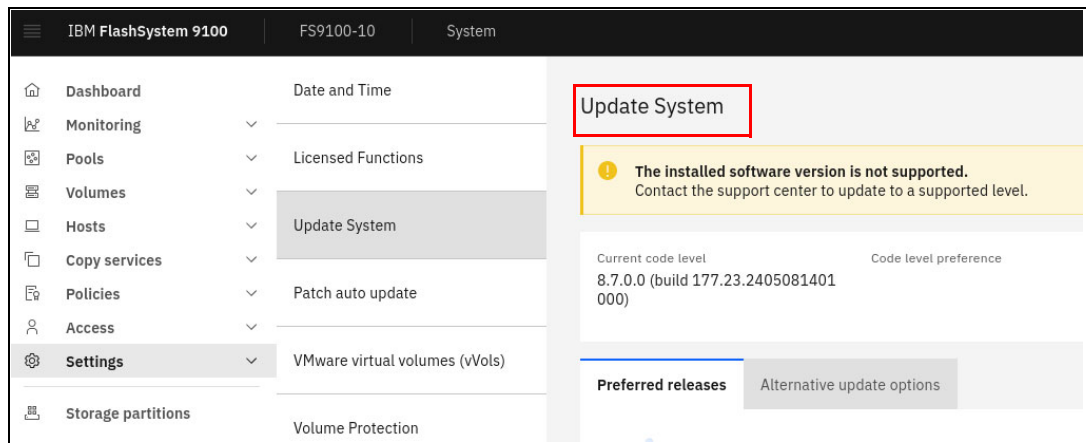 IBM FlashSystem 9100 FS9100-10 System
Dashboard
Monitoring
Pools
Volumes
Hosts
Copy services
Policies
Access
Settings
Storage partitions
Date and Time
Licensed Functions
Update System
Patch auto update
VMware virtual volumes (vVols)
Volume Protection
Update System
The installed software version is not supported.
Contact the support center to update to a supported level.
Current code level Code level preference
8.7.0.0 (build 177.23.2405081401
000)
Preferred releases Alternative update options